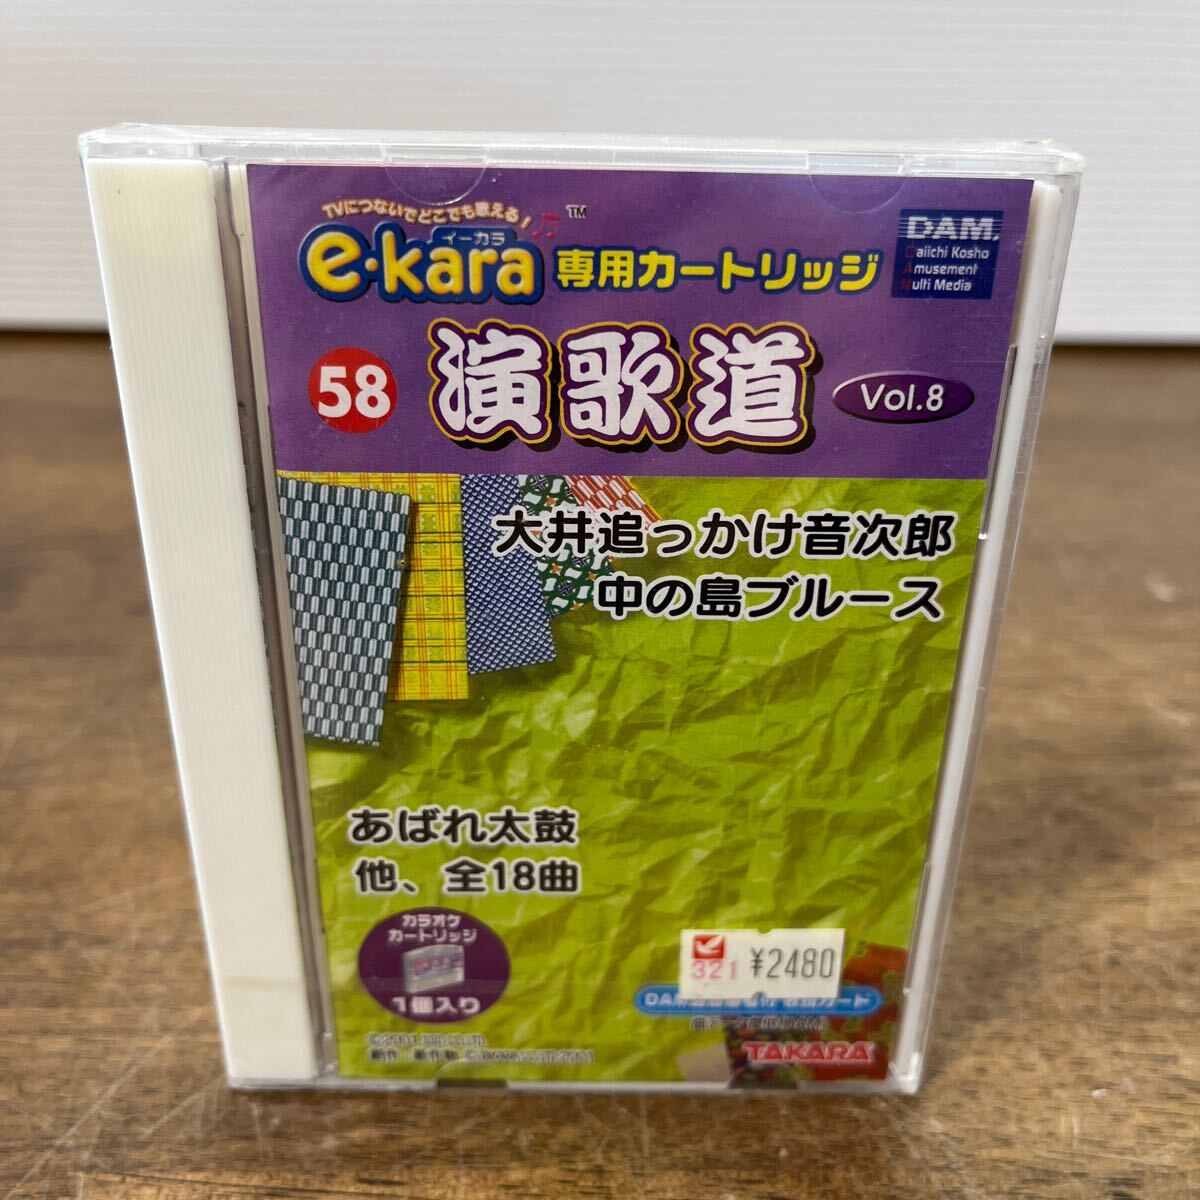 TVにつないでどこでも歌える!
イーカラ
e・kara
TM
専用カートリッジ
DAM
Daiichi Kosho
Amusement
Multi Media
58
演歌道
Vol.8
大井追っかけ音次郎
中の島ブルース
あばれ太鼓
他、全18曲
カラオケ
カートリッジ
1個入り
321
¥2480
TAKARA